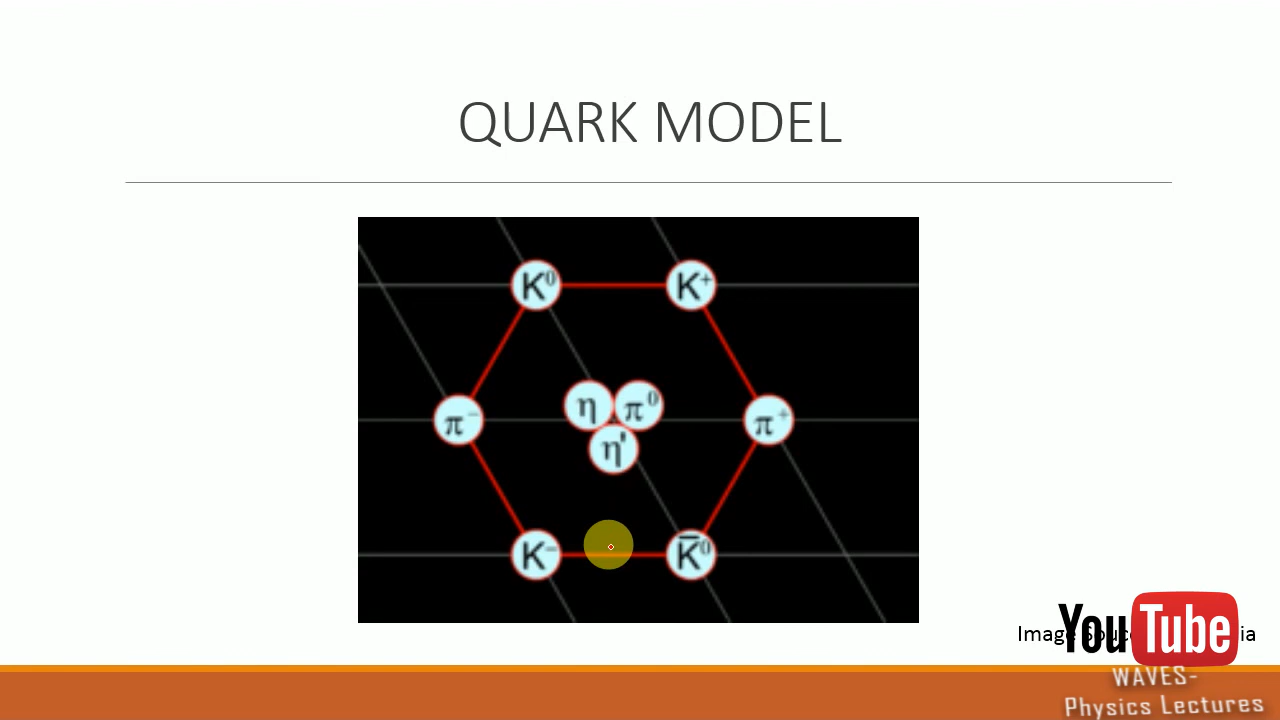 QUARK MODEL
K⁰ K⁺
η π⁰
π⁻ η' π⁺
K⁻ K̅⁰
Image
YouTube
WAVES-
Physics Lectures